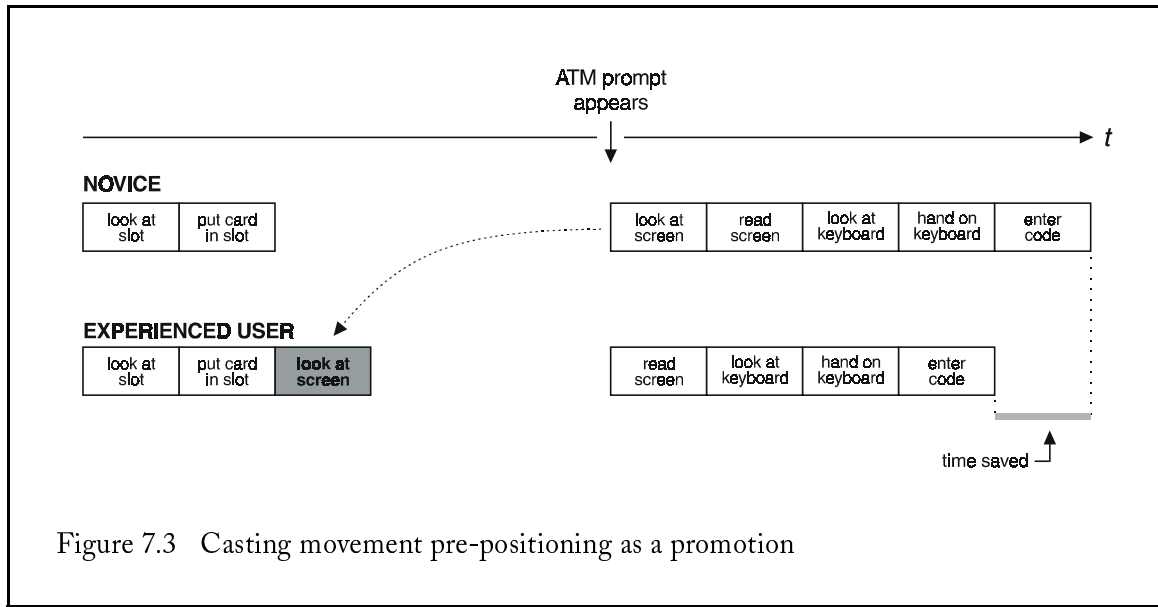 ATM prompt
appears
t
NOVICE
look at
slot
put card
in slot
look at
screen
read
screen
look at
keyboard
hand on
keyboard
enter
code
EXPERIENCED USER
look at
slot
put card
in slot
look at
screen
read
screen
look at
keyboard
hand on
keyboard
enter
code
time saved
Figure 7.3 Casting movement pre-positioning as a promotion